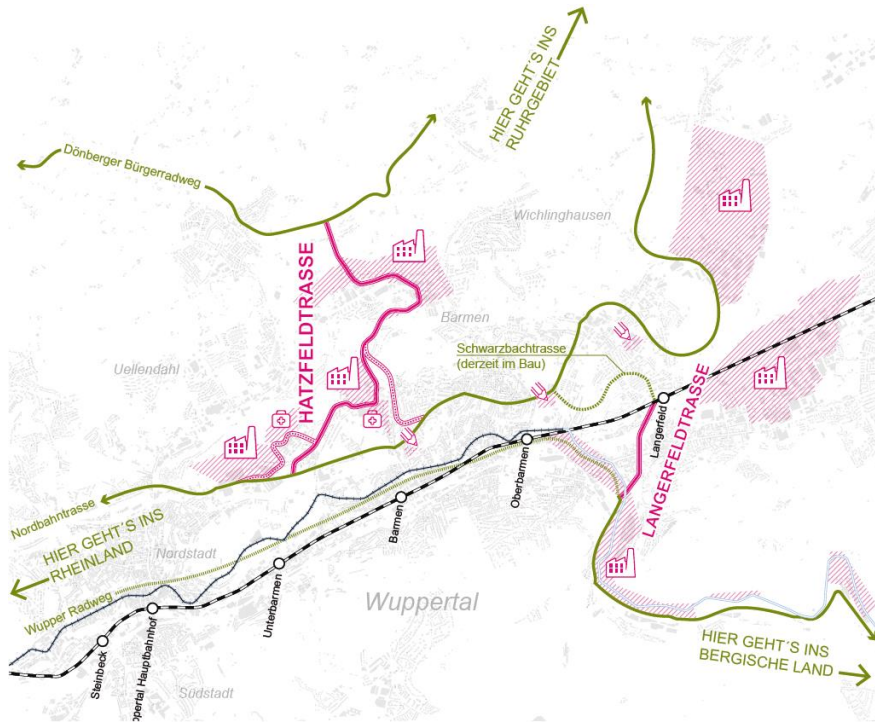 HIER GEHT´S INS
RUHRGEBIET
Dönberger Bürgerradweg
Wichlinghausen
HATZFELDTRASSE
Barmen
Uellendahl
Schwarzbachtrasse
(derzeit im Bau)
LANGERFELDTRASSE
Langerfeld
Oberbarmen
Nordbahntrasse
Barmen
HIER GEHT´S INS
RHEINLAND
Nordstadt
Wupper Radweg
Unterbarmen
Wuppertal
Steinbeck
ppertal Hauptbahnhof
Südstadt
HIER GEHT´S INS
BERGISCHE LAND